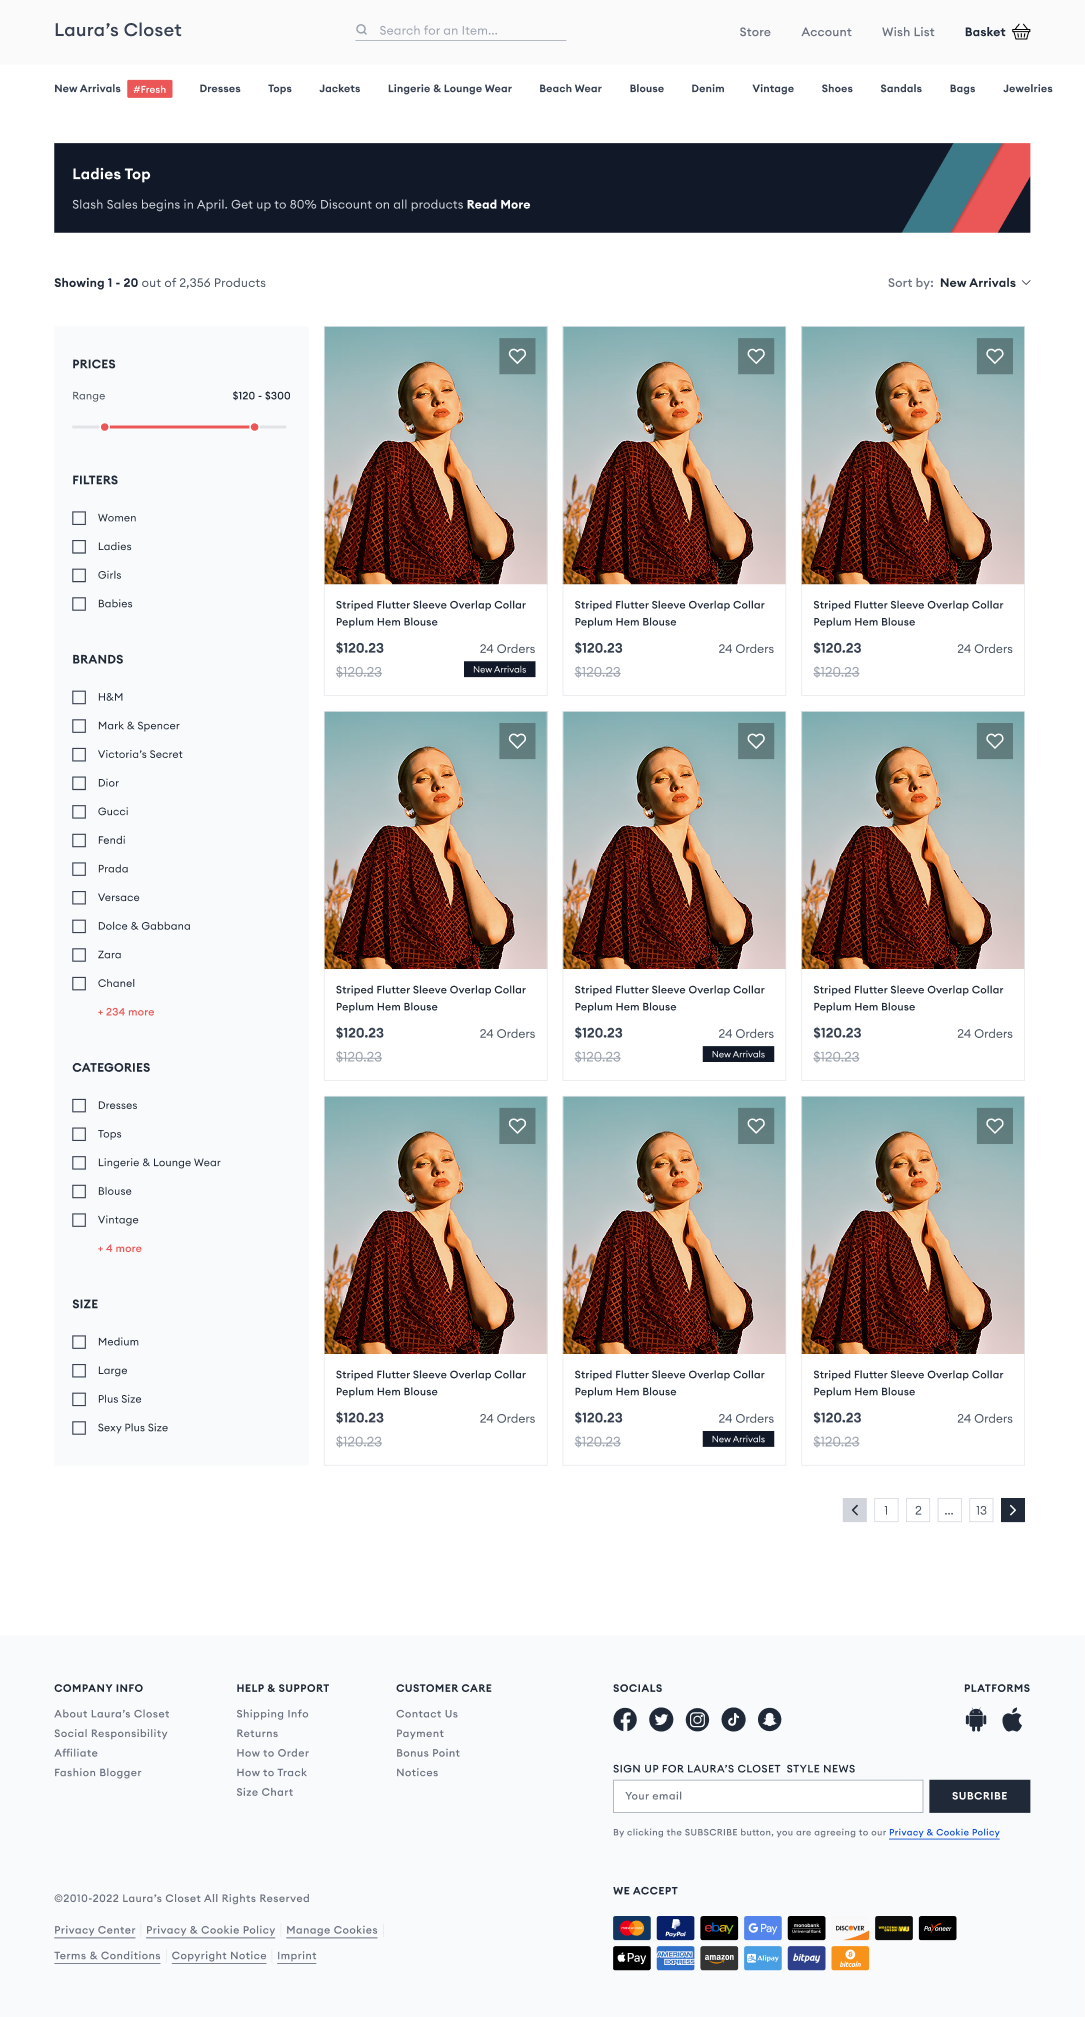 Laura's Closet
Search for an Item...
Store
Account
Wish List
Basket
New Arrivals
#Fresh
Dresses
Tops
Jackets
Lingerie & Lounge Wear
Beach Wear
Blouse
Denim
Vintage
Shoes
Sandals
Bags
Jewelries
Ladies Top
Slash Sales begins in April. Get up to 80% Discount on all products Read More
Showing 1 - 20 out of 2,356 Products
Sort by: New Arrivals
PRICES
Range
$120 - $300
FILTERS
Women
Ladies
Girls
Babies
BRANDS
H&M
Mark & Spencer
Victoria's Secret
Dior
Gucci
Fendi
Prada
Versace
Dolce & Gabbana
Zara
Chanel
+ 234 more
CATEGORIES
Dresses
Tops
Lingerie & Lounge Wear
Blouse
Vintage
+ 4 more
SIZE
Medium
Large
Plus Size
Sexy Plus Size
Striped Flutter Sleeve Overlap Collar
Peplum Hem Blouse
$120.23
24 Orders
$120.23
New Arrivals
Striped Flutter Sleeve Overlap Collar
Peplum Hem Blouse
$120.23
24 Orders
$120.23
Striped Flutter Sleeve Overlap Collar
Peplum Hem Blouse
$120.23
24 Orders
$120.23
Striped Flutter Sleeve Overlap Collar
Peplum Hem Blouse
$120.23
24 Orders
$120.23
Striped Flutter Sleeve Overlap Collar
Peplum Hem Blouse
$120.23
24 Orders
$120.23
New Arrivals
Striped Flutter Sleeve Overlap Collar
Peplum Hem Blouse
$120.23
24 Orders
$120.23
Striped Flutter Sleeve Overlap Collar
Peplum Hem Blouse
$120.23
24 Orders
$120.23
Striped Flutter Sleeve Overlap Collar
Peplum Hem Blouse
$120.23
24 Orders
$120.23
New Arrivals
Striped Flutter Sleeve Overlap Collar
Peplum Hem Blouse
$120.23
24 Orders
$120.23
1
2
...
13
COMPANY INFO
About Laura's Closet
Social Responsibility
Affiliate
Fashion Blogger
HELP & SUPPORT
Shipping Info
Returns
How to Order
How to Track
Size Chart
CUSTOMER CARE
Contact Us
Payment
Bonus Point
Notices
SOCIALS
PLATFORMS
SIGN UP FOR LAURA'S CLOSET STYLE NEWS
Your email
SUBCRIBE
By clicking the SUBSCRIBE button, you are agreeing to our Privacy & Cookie Policy
©2010-2022 Laura's Closet All Rights Reserved
Privacy Center
Privacy & Cookie Policy
Manage Cookies
Terms & Conditions
Copyright Notice
Imprint
WE ACCEPT
PayPal
ebay
G Pay
monobank
Universal Bank
DISCOVER
WESTERN UNION WU
Payoneer
Pay
AMERICAN EXPRESS
amazon
Alipay
bitpay
bitcoin